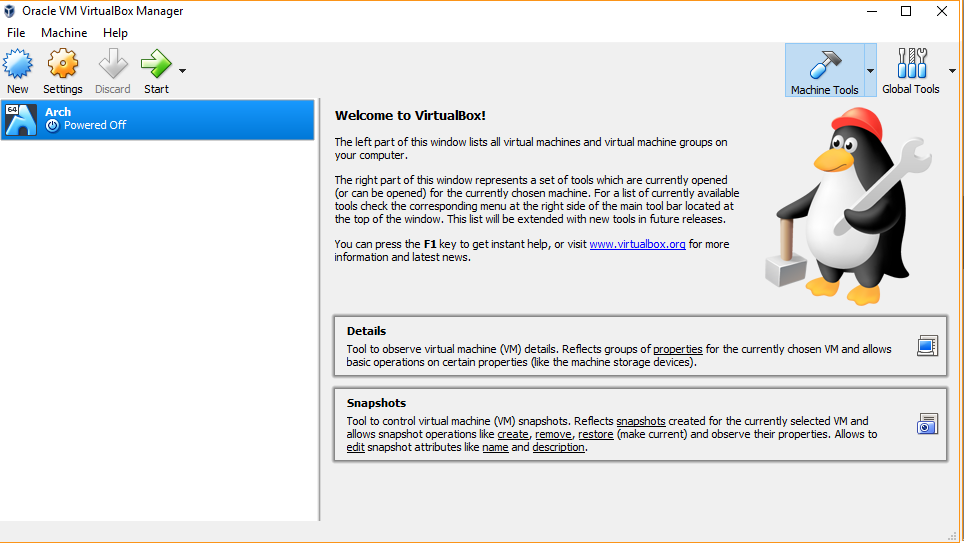 Oracle VM VirtualBox Manager
File Machine Help
New Settings Discard Start Machine Tools Global Tools
64 Arch
Powered Off
Welcome to VirtualBox!
The left part of this window lists all virtual machines and virtual machine groups on
your computer.
The right part of this window represents a set of tools which are currently opened
(or can be opened) for the currently chosen machine. For a list of currently available
tools check the corresponding menu at the right side of the main tool bar located at
the top of the window. This list will be extended with new tools in future releases.
You can press the F1 key to get instant help, or visit www.virtualbox.org for more
information and latest news.
Details
Tool to observe virtual machine (VM) details. Reflects groups of properties for the currently chosen VM and allows
basic operations on certain properties (like the machine storage devices).
Snapshots
Tool to control virtual machine (VM) snapshots. Reflects snapshots created for the currently selected VM and
allows snapshot operations like create, remove, restore (make current) and observe their properties. Allows to
edit snapshot attributes like name and description.